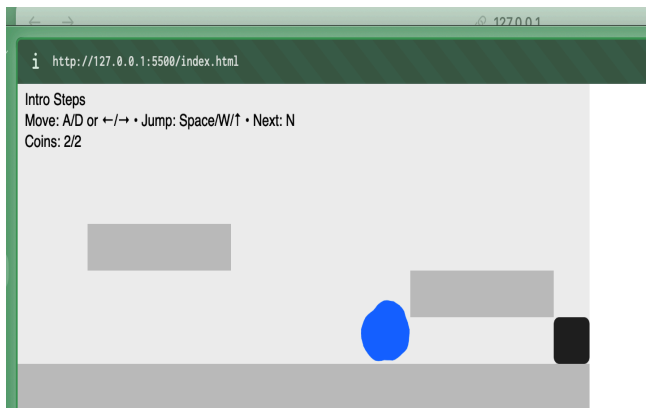 127.0.0.1
i http://127.0.0.1:5500/index.html
Intro Steps
Move: A/D or ←/→ • Jump: Space/W/↑ • Next: N
Coins: 2/2